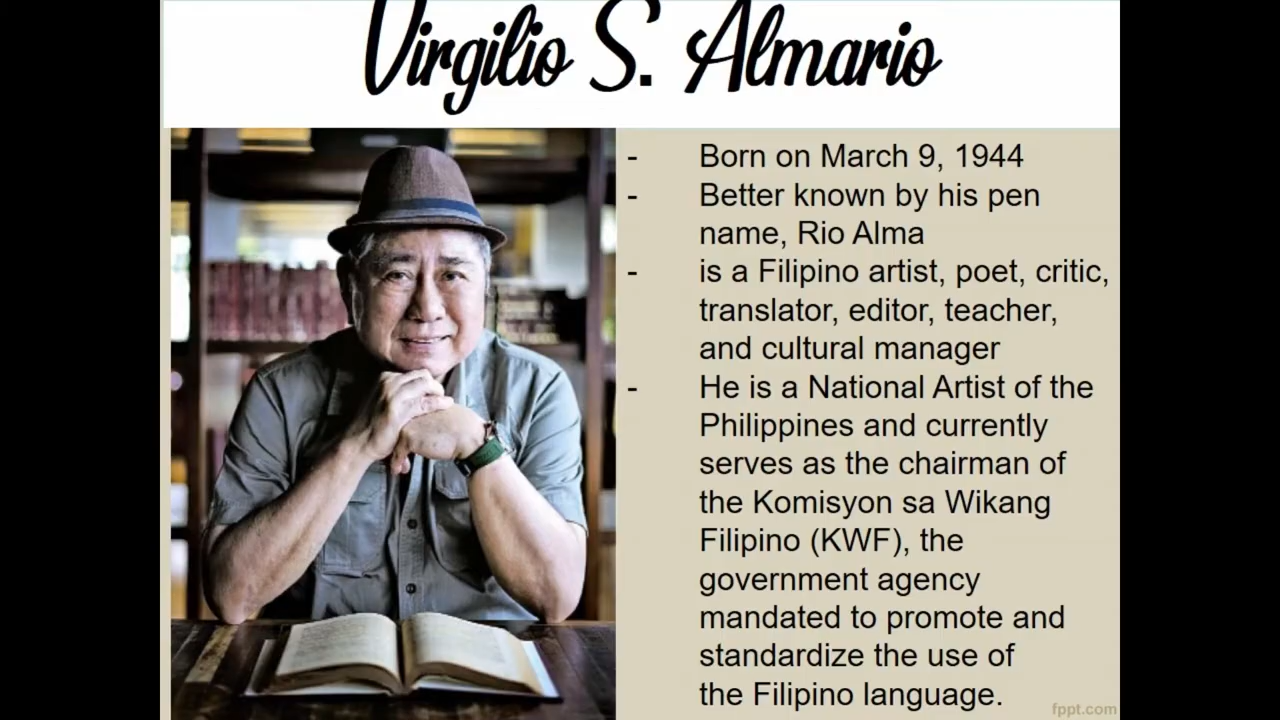 Virgilio S. Almario
- Born on March 9, 1944
- Better known by his pen
name, Rio Alma
- is a Filipino artist, poet, critic,
translator, editor, teacher,
and cultural manager
- He is a National Artist of the
Philippines and currently
serves as the chairman of
the Komisyon sa Wikang
Filipino (KWF), the
government agency
mandated to promote and
standardize the use of
the Filipino language.
fppt.com